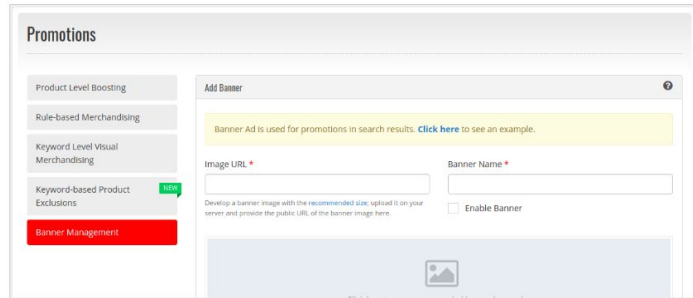 Promotions
Product Level Boosting
Rule-based Merchandising
Keyword Level Visual
Merchandising
Keyword-based Product
Exclusions
NEW
Banner Management
Add Banner
Banner Ad is used for promotions in search results. Click here to see an example.
Image URL *
Banner Name *
Develop a banner image with the recommended size; upload it on your
server and provide the public URL of the banner image here.
Enable Banner